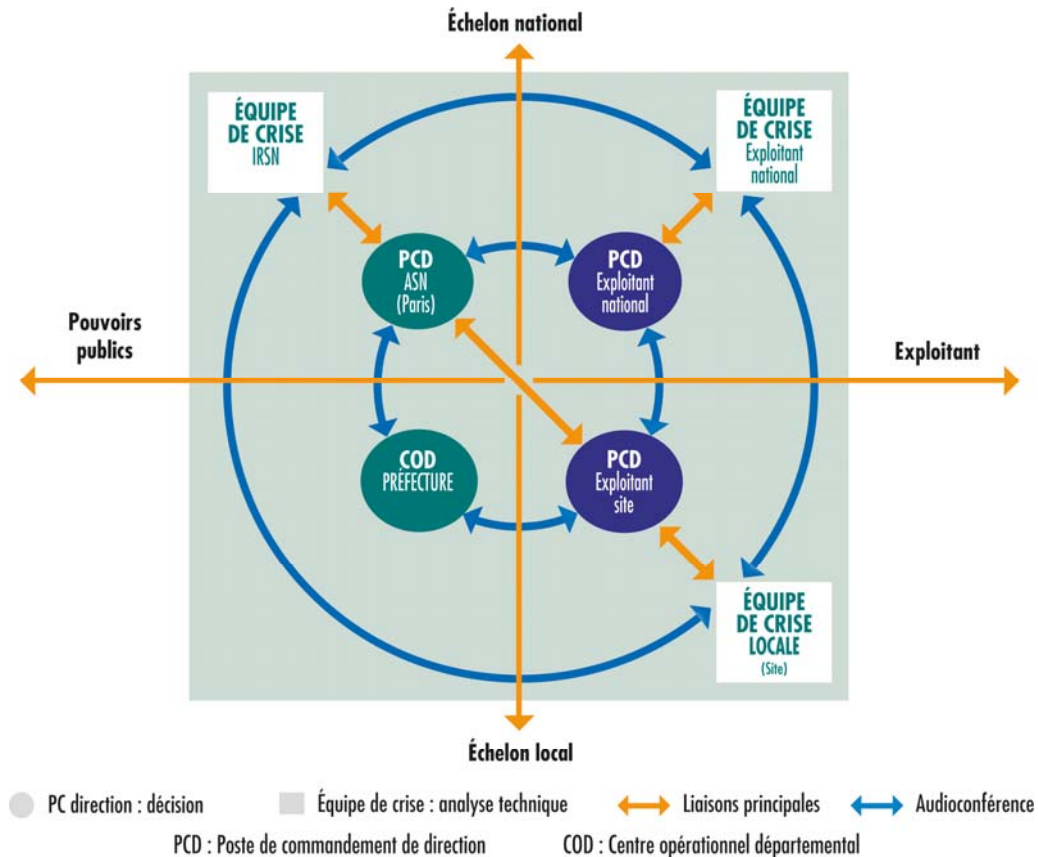 Échelon national
ÉQUIPE
DE CRISE
IRSN
ÉQUIPE
DE CRISE
Exploitant
national
PCD
ASN
(Paris)
PCD
Exploitant
national
Pouvoirs
publics
Exploitant
COD
PRÉFECTURE
PCD
Exploitant
site
ÉQUIPE
DE CRISE
LOCALE
(Site)
Échelon local
PC direction : décision
Équipe de crise : analyse technique
Liaisons principales
Audioconférence
PCD : Poste de commandement de direction
COD : Centre opérationnel départemental